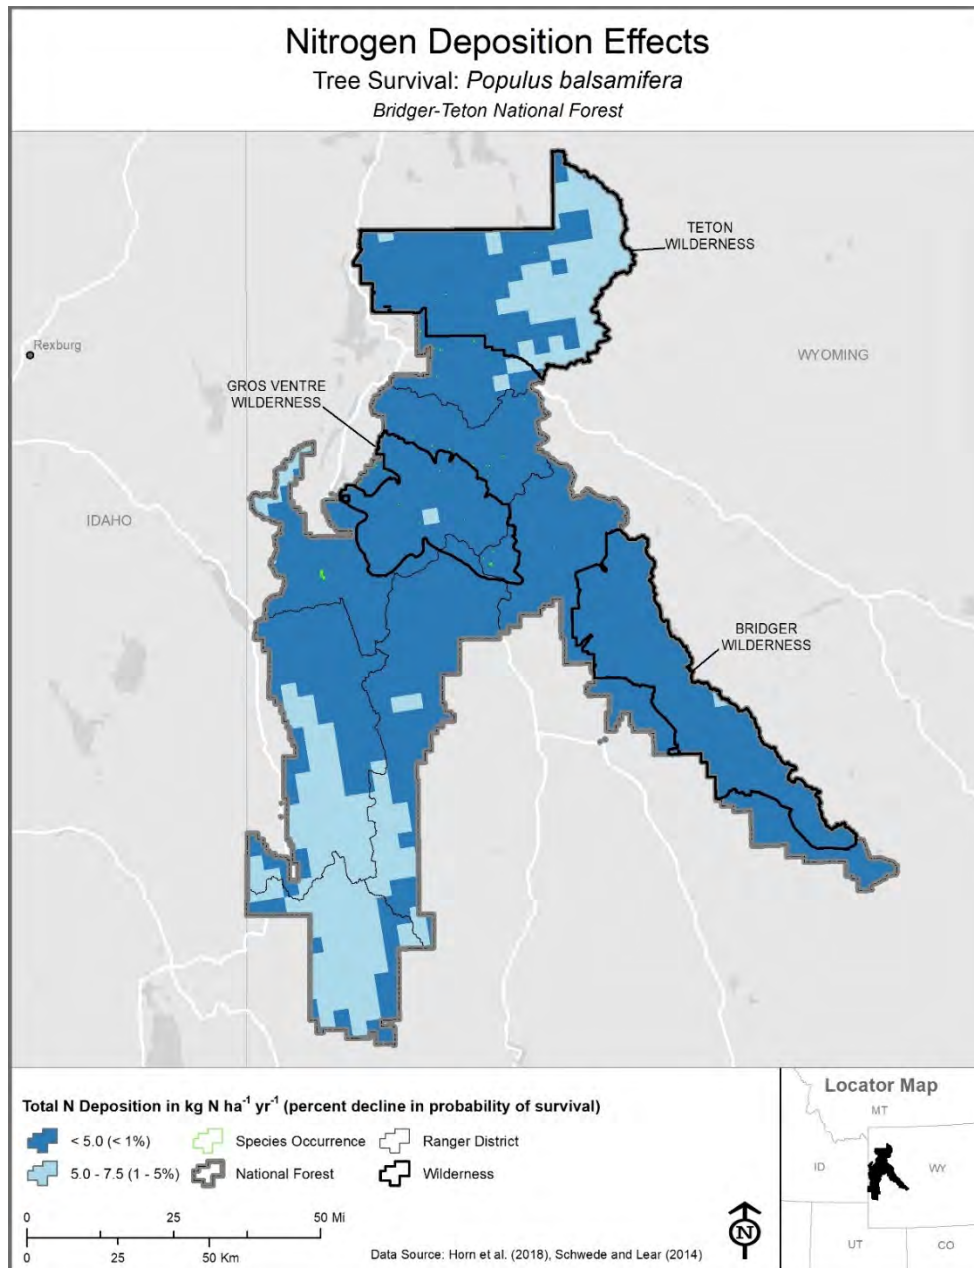 Nitrogen Deposition Effects
Tree Survival: Populus balsamifera
Bridger-Teton National Forest
TETON
WILDERNESS
Rexburg
WYOMING
GROS VENTRE
WILDERNESS
IDAHO
BRIDGER
WILDERNESS
Total N Deposition in kg N ha⁻¹ yr⁻¹ (percent decline in probability of survival)
< 5.0 (< 1%)
Species Occurrence
Ranger District
5.0 - 7.5 (1 - 5%)
National Forest
Wilderness
0 25 50 Mi
0 25 50 Km
Data Source: Horn et al. (2018), Schwede and Lear (2014)
N
Locator Map
MT
ID
WY
UT
CO